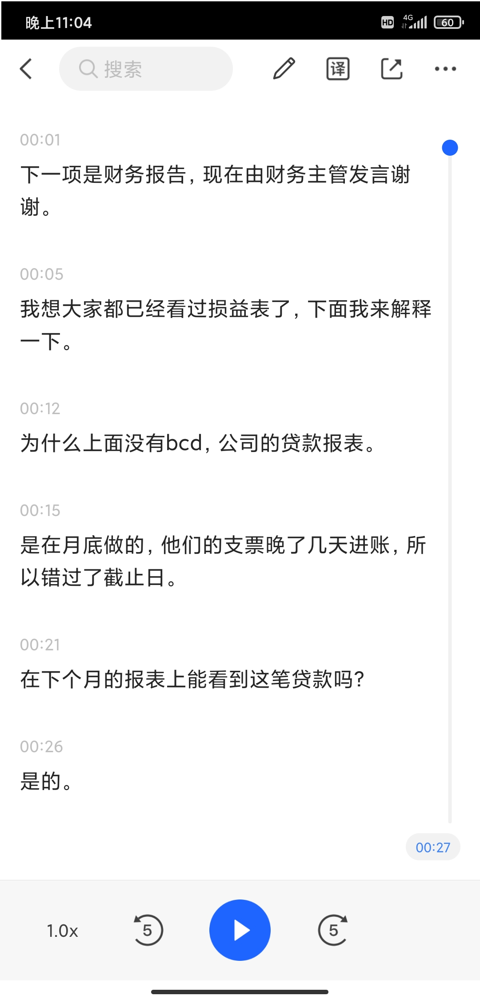 晚上11:04
HD 4G 60
搜索 译
00:01
下一项是财务报告, 现在由财务主管发言谢
谢。
00:05
我想大家都已经看过损益表了, 下面我来解释
一下。
00:12
为什么上面没有bcd, 公司的贷款报表。
00:15
是在月底做的, 他们的支票晚了几天进账, 所
以错过了截止日。
00:21
在下个月的报表上能看到这笔贷款吗?
00:26
是的。
00:27
1.0x 5 5